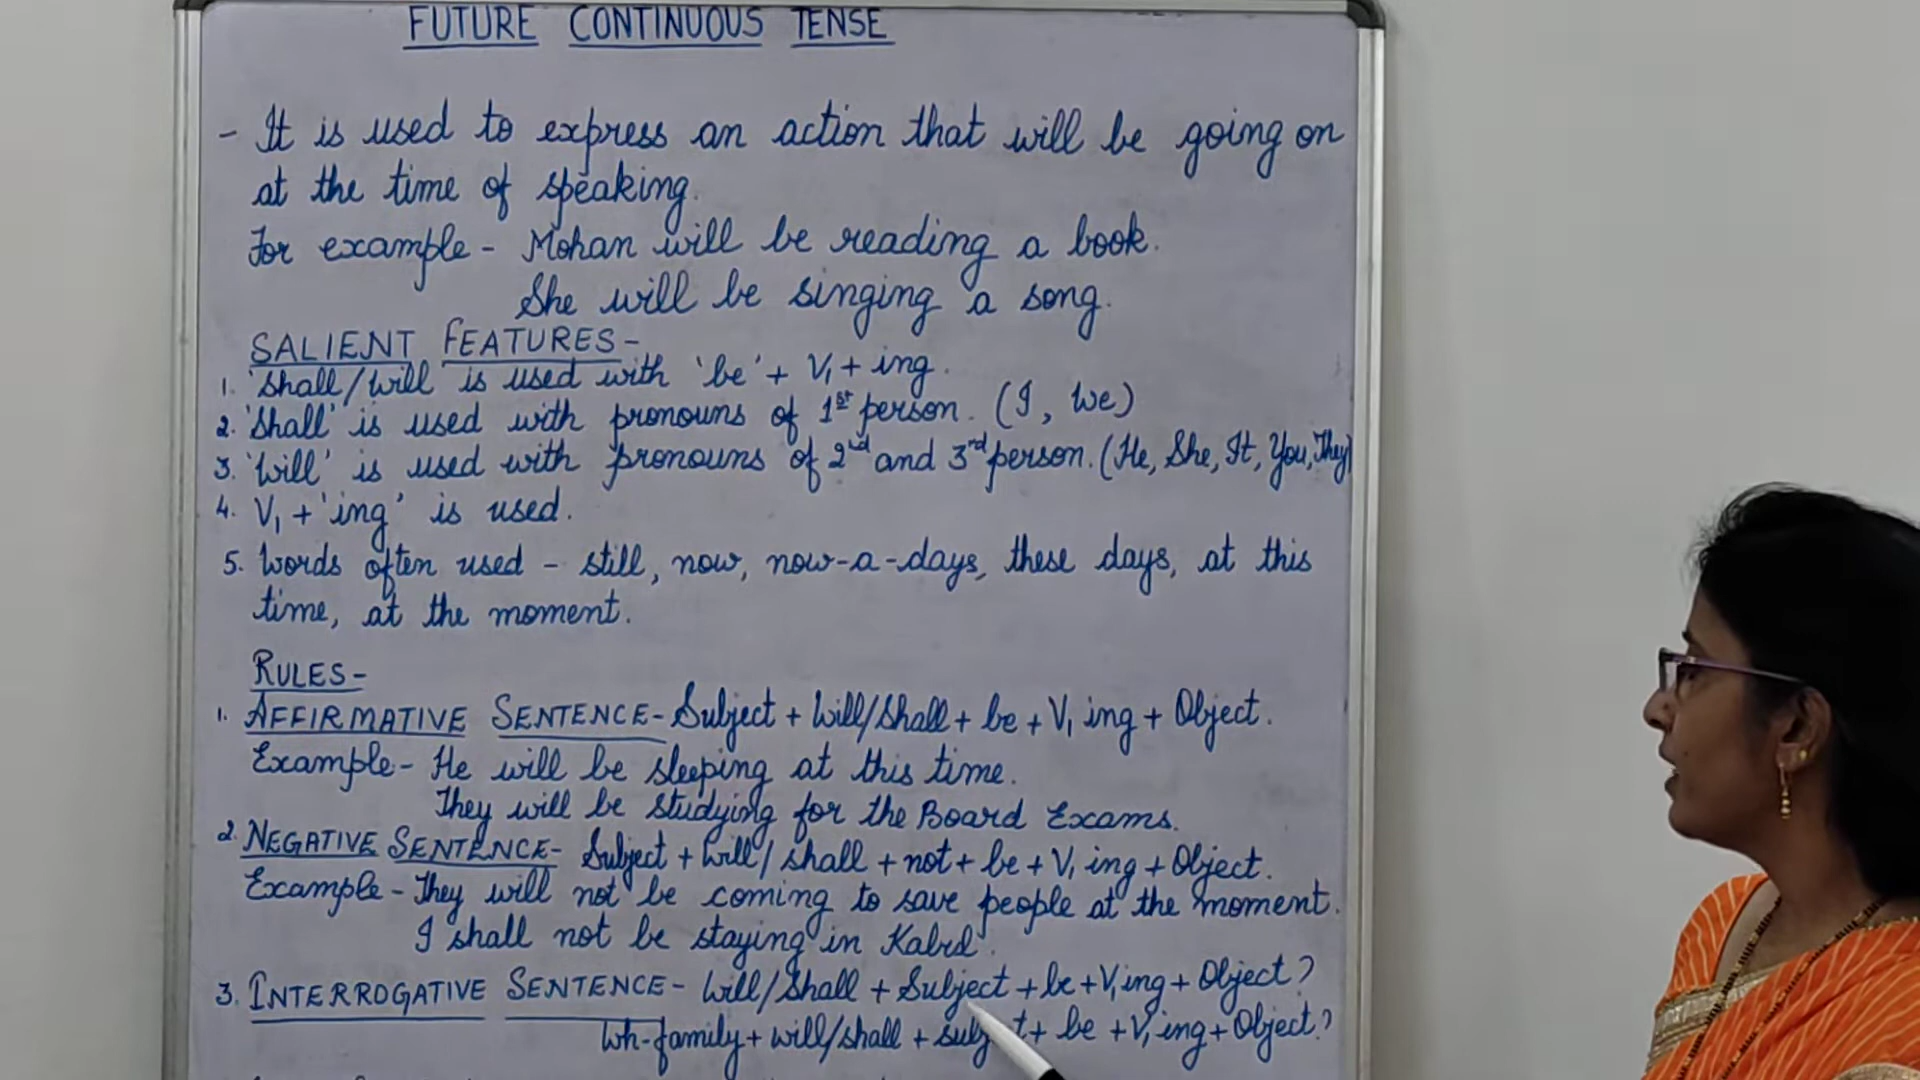 FUTURE CONTINUOUS TENSE
- It is used to express an action that will be going on
at the time of speaking.
For example - Mohan will be reading a book.
She will be singing a song.
SALIENT FEATURES -
1. 'Shall/will' is used with 'be' + V1 + ing.
2. 'Shall' is used with pronouns of 1st person. (I, We)
3. 'Will' is used with pronouns of 2nd and 3rd person. (He, She, It, You, They)
4. V1 + 'ing' is used.
5. Words often used - still, now, now-a-days, these days, at this
time, at the moment.
RULES -
1. AFFIRMATIVE SENTENCE - Subject + Will/Shall + be + V1 ing + Object.
Example - He will be sleeping at this time.
They will be studying for the Board Exams.
2. NEGATIVE SENTENCE - Subject + Will/shall + not + be + V1 ing + Object.
Example - They will not be coming to save people at the moment.
I shall not be staying in Kabul.
3. INTERROGATIVE SENTENCE - Will/Shall + Subject + be + V1 ing + Object?
Wh-family + will/shall + subject + be + V1 ing + Object?